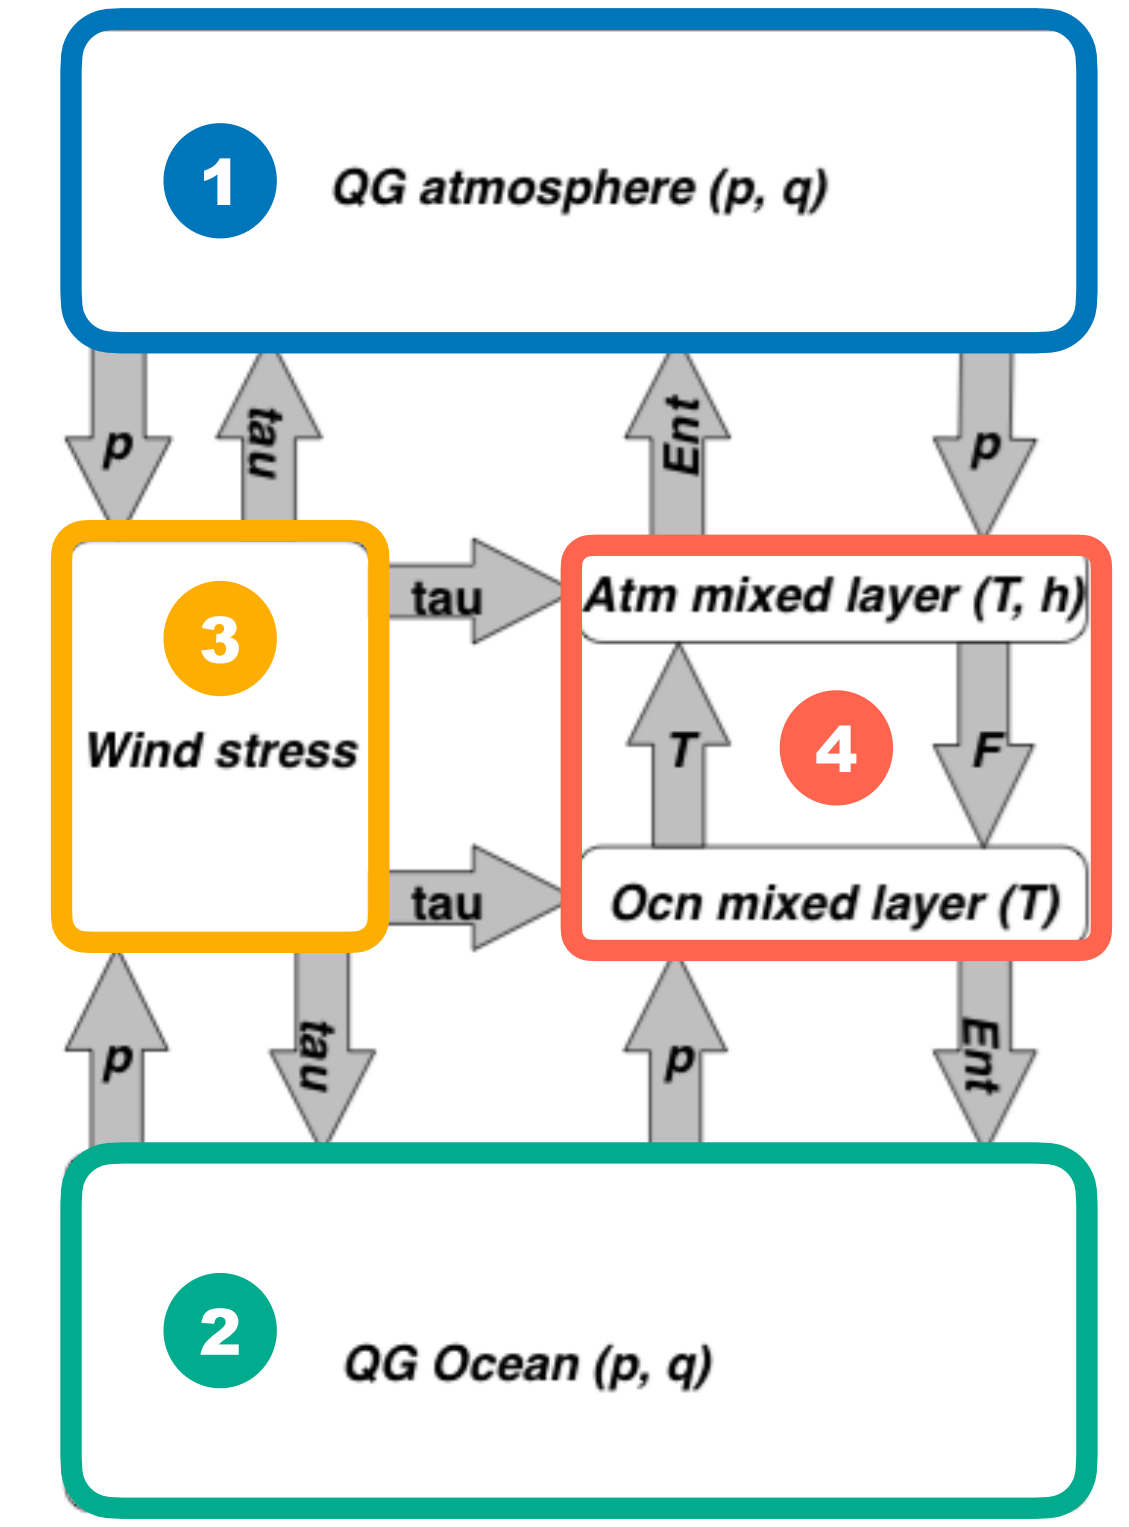 1
QG atmosphere (p, q)
p
tau
Ent
p
3
Wind stress
tau
Atm mixed layer (T, h)
T
4
F
tau
Ocn mixed layer (T)
p
tau
p
Ent
2
QG Ocean (p, q)